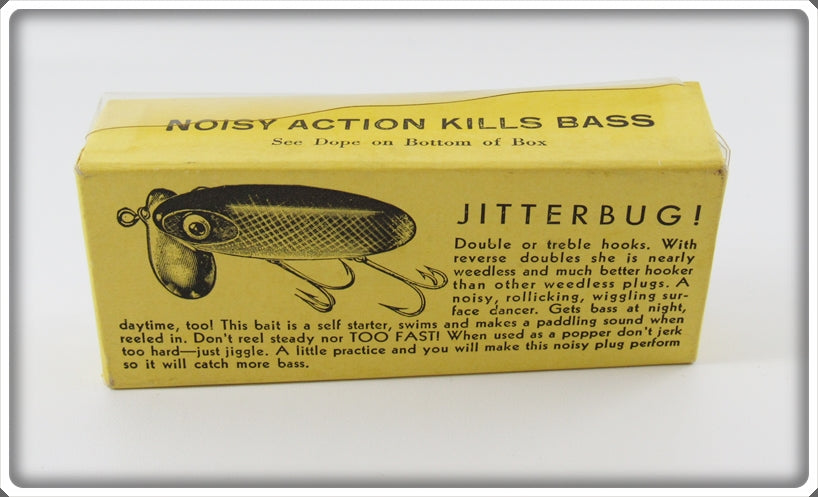 NOISY ACTION KILLS BASS
See Dope on Bottom of Box
JITTERBUG!
Double or treble hooks. With
reverse doubles she is nearly
weedless and much better hooker
than other weedless plugs. A
noisy, rollicking, wiggling sur-
face dancer. Gets bass at night,
daytime, too! This bait is a self starter, swims and makes a paddling sound when
reeled in. Don't reel steady nor TOO FAST! When used as a popper don't jerk
too hard—just jiggle. A little practice and you will make this noisy plug perform
so it will catch more bass.